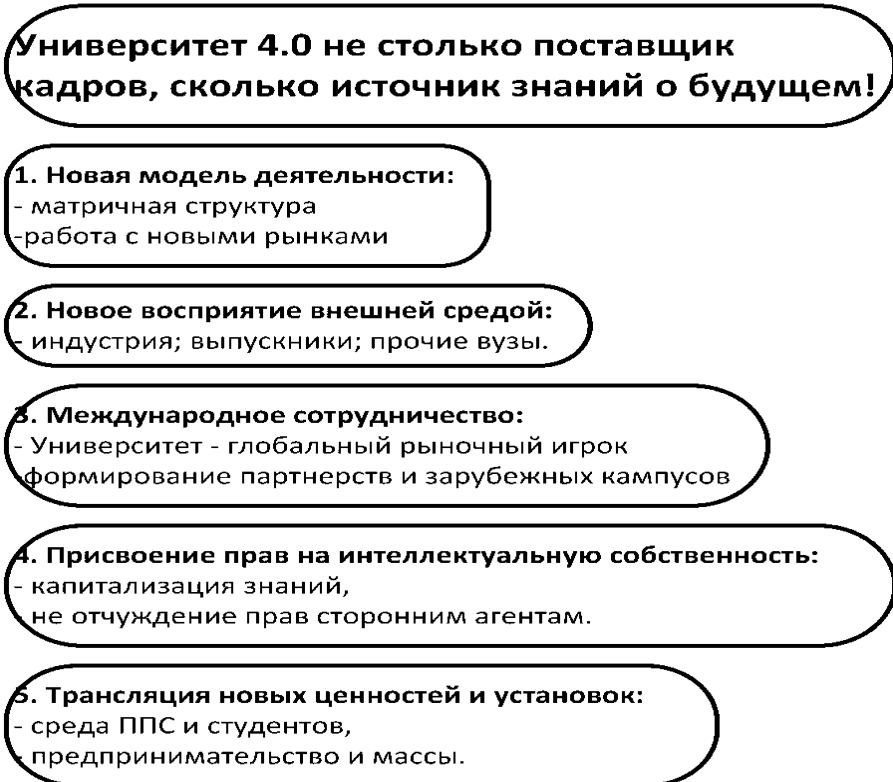 Университет 4.0 не столько поставщик
кадров, сколько источник знаний о будущем!
1. Новая модель деятельности:
- матричная структура
-работа с новыми рынками
2. Новое восприятие внешней средой:
- индустрия; выпускники; прочие вузы.
3. Международное сотрудничество:
- Университет - глобальный рыночный игрок
-формирование партнерств и зарубежных кампусов
4. Присвоение прав на интеллектуальную собственность:
- капитализация знаний,
- не отчуждение прав сторонним агентам.
5. Трансляция новых ценностей и установок:
- среда ППС и студентов,
- предпринимательство и массы.